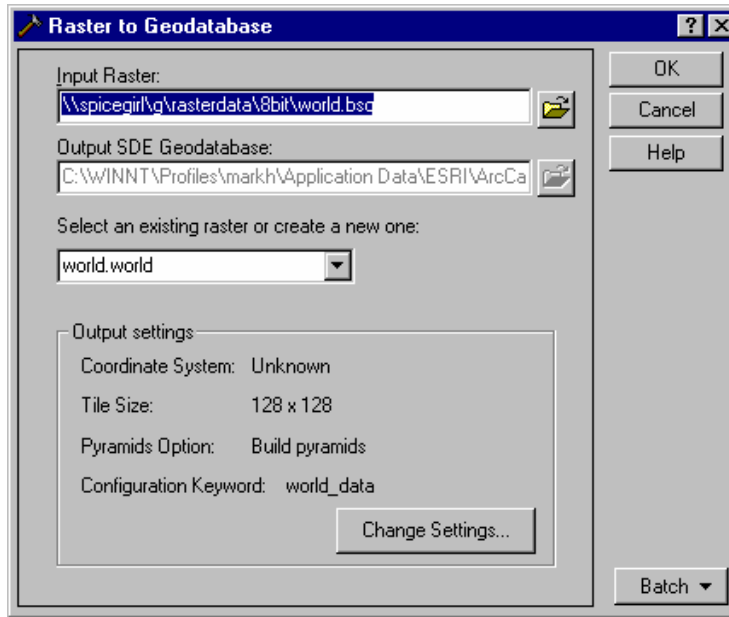 Raster to Geodatabase
Input Raster:
\\spicegirl\g\rasterdata\8bit\world.bsq
Output SDE Geodatabase:
C:\WINNT\Profiles\markh\Application Data\ESRI\ArcCa
Select an existing raster or create a new one:
world.world
Output settings
Coordinate System: Unknown
Tile Size: 128 x 128
Pyramids Option: Build pyramids
Configuration Keyword: world_data
Change Settings...
OK
Cancel
Help
Batch